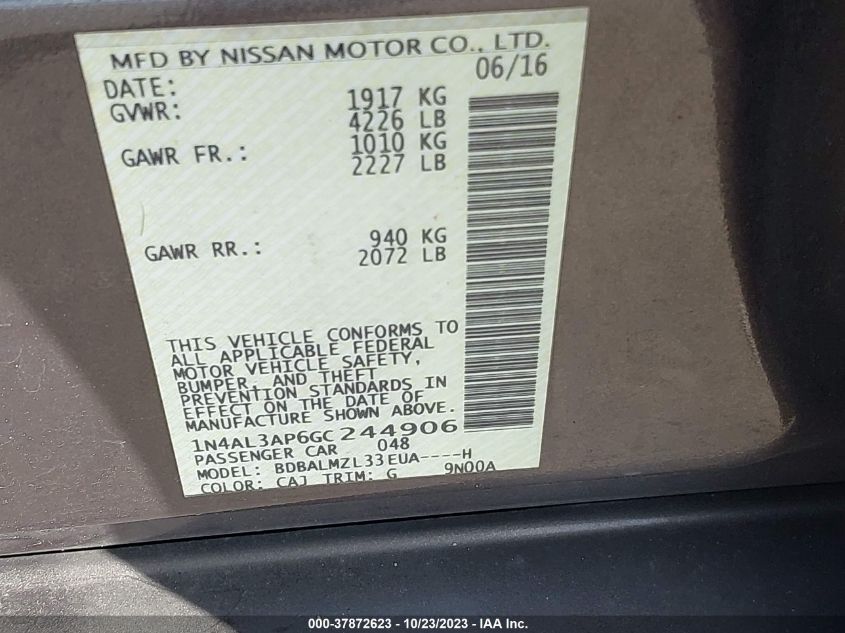 MFD BY NISSAN MOTOR CO., LTD.
DATE: 06/16
GVWR: 1917 KG
4226 LB
GAWR FR.: 1010 KG
2227 LB
GAWR RR.: 940 KG
2072 LB
THIS VEHICLE CONFORMS TO
ALL APPLICABLE FEDERAL
MOTOR VEHICLE SAFETY,
BUMPER, AND THEFT
PREVENTION STANDARDS IN
EFFECT ON THE DATE OF
MANUFACTURE SHOWN ABOVE.
1N4AL3AP6GC244906
PASSENGER CAR 048
MODEL: BDBALMZL33EUA----H
COLOR: CAJ TRIM: G 9N00A
000-37872623 - 10/23/2023 - IAA Inc.